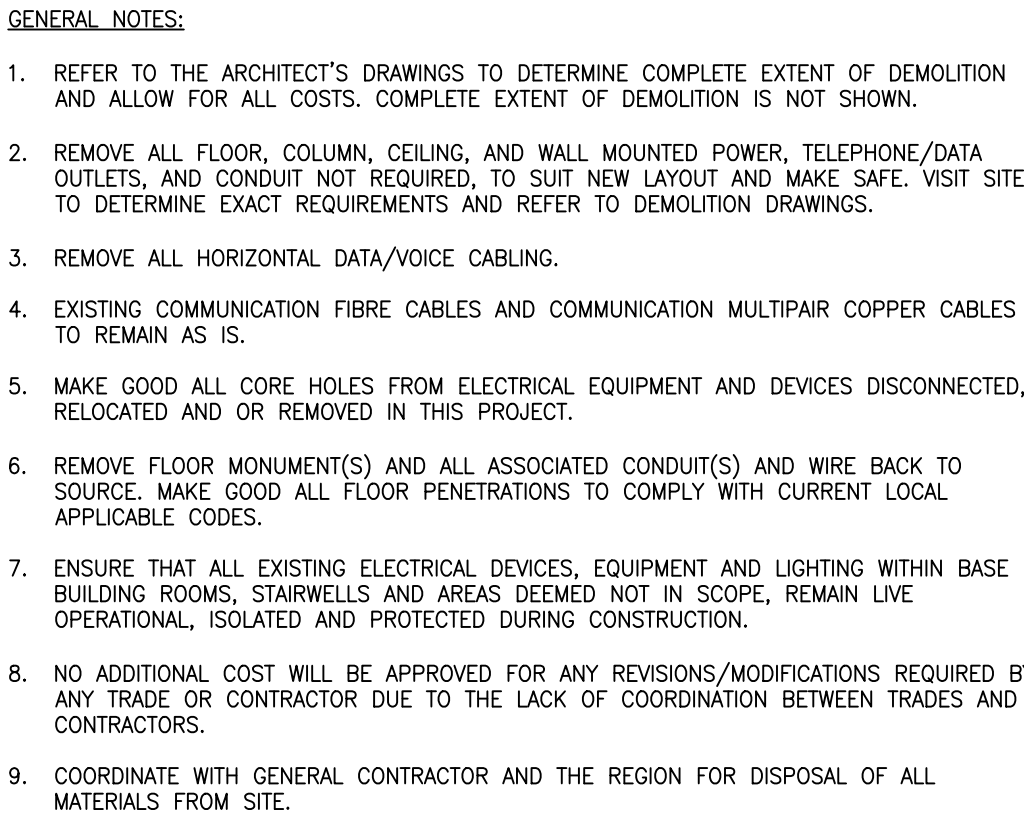 GENERAL NOTES:
1. REFER TO THE ARCHITECT'S DRAWINGS TO DETERMINE COMPLETE EXTENT OF DEMOLITION
AND ALLOW FOR ALL COSTS. COMPLETE EXTENT OF DEMOLITION IS NOT SHOWN.
2. REMOVE ALL FLOOR, COLUMN, CEILING, AND WALL MOUNTED POWER, TELEPHONE/DATA
OUTLETS, AND CONDUIT NOT REQUIRED, TO SUIT NEW LAYOUT AND MAKE SAFE. VISIT SITE
TO DETERMINE EXACT REQUIREMENTS AND REFER TO DEMOLITION DRAWINGS.
3. REMOVE ALL HORIZONTAL DATA/VOICE CABLING.
4. EXISTING COMMUNICATION FIBRE CABLES AND COMMUNICATION MULTIPAIR COPPER CABLES
TO REMAIN AS IS.
5. MAKE GOOD ALL CORE HOLES FROM ELECTRICAL EQUIPMENT AND DEVICES DISCONNECTED,
RELOCATED AND OR REMOVED IN THIS PROJECT.
6. REMOVE FLOOR MONUMENT(S) AND ALL ASSOCIATED CONDUIT(S) AND WIRE BACK TO
SOURCE. MAKE GOOD ALL FLOOR PENETRATIONS TO COMPLY WITH CURRENT LOCAL
APPLICABLE CODES.
7. ENSURE THAT ALL EXISTING ELECTRICAL DEVICES, EQUIPMENT AND LIGHTING WITHIN BASE
BUILDING ROOMS, STAIRWELLS AND AREAS DEEMED NOT IN SCOPE, REMAIN LIVE
OPERATIONAL, ISOLATED AND PROTECTED DURING CONSTRUCTION.
8. NO ADDITIONAL COST WILL BE APPROVED FOR ANY REVISIONS/MODIFICATIONS REQUIRED BY
ANY TRADE OR CONTRACTOR DUE TO THE LACK OF COORDINATION BETWEEN TRADES AND
CONTRACTORS.
9. COORDINATE WITH GENERAL CONTRACTOR AND THE REGION FOR DISPOSAL OF ALL
MATERIALS FROM SITE.